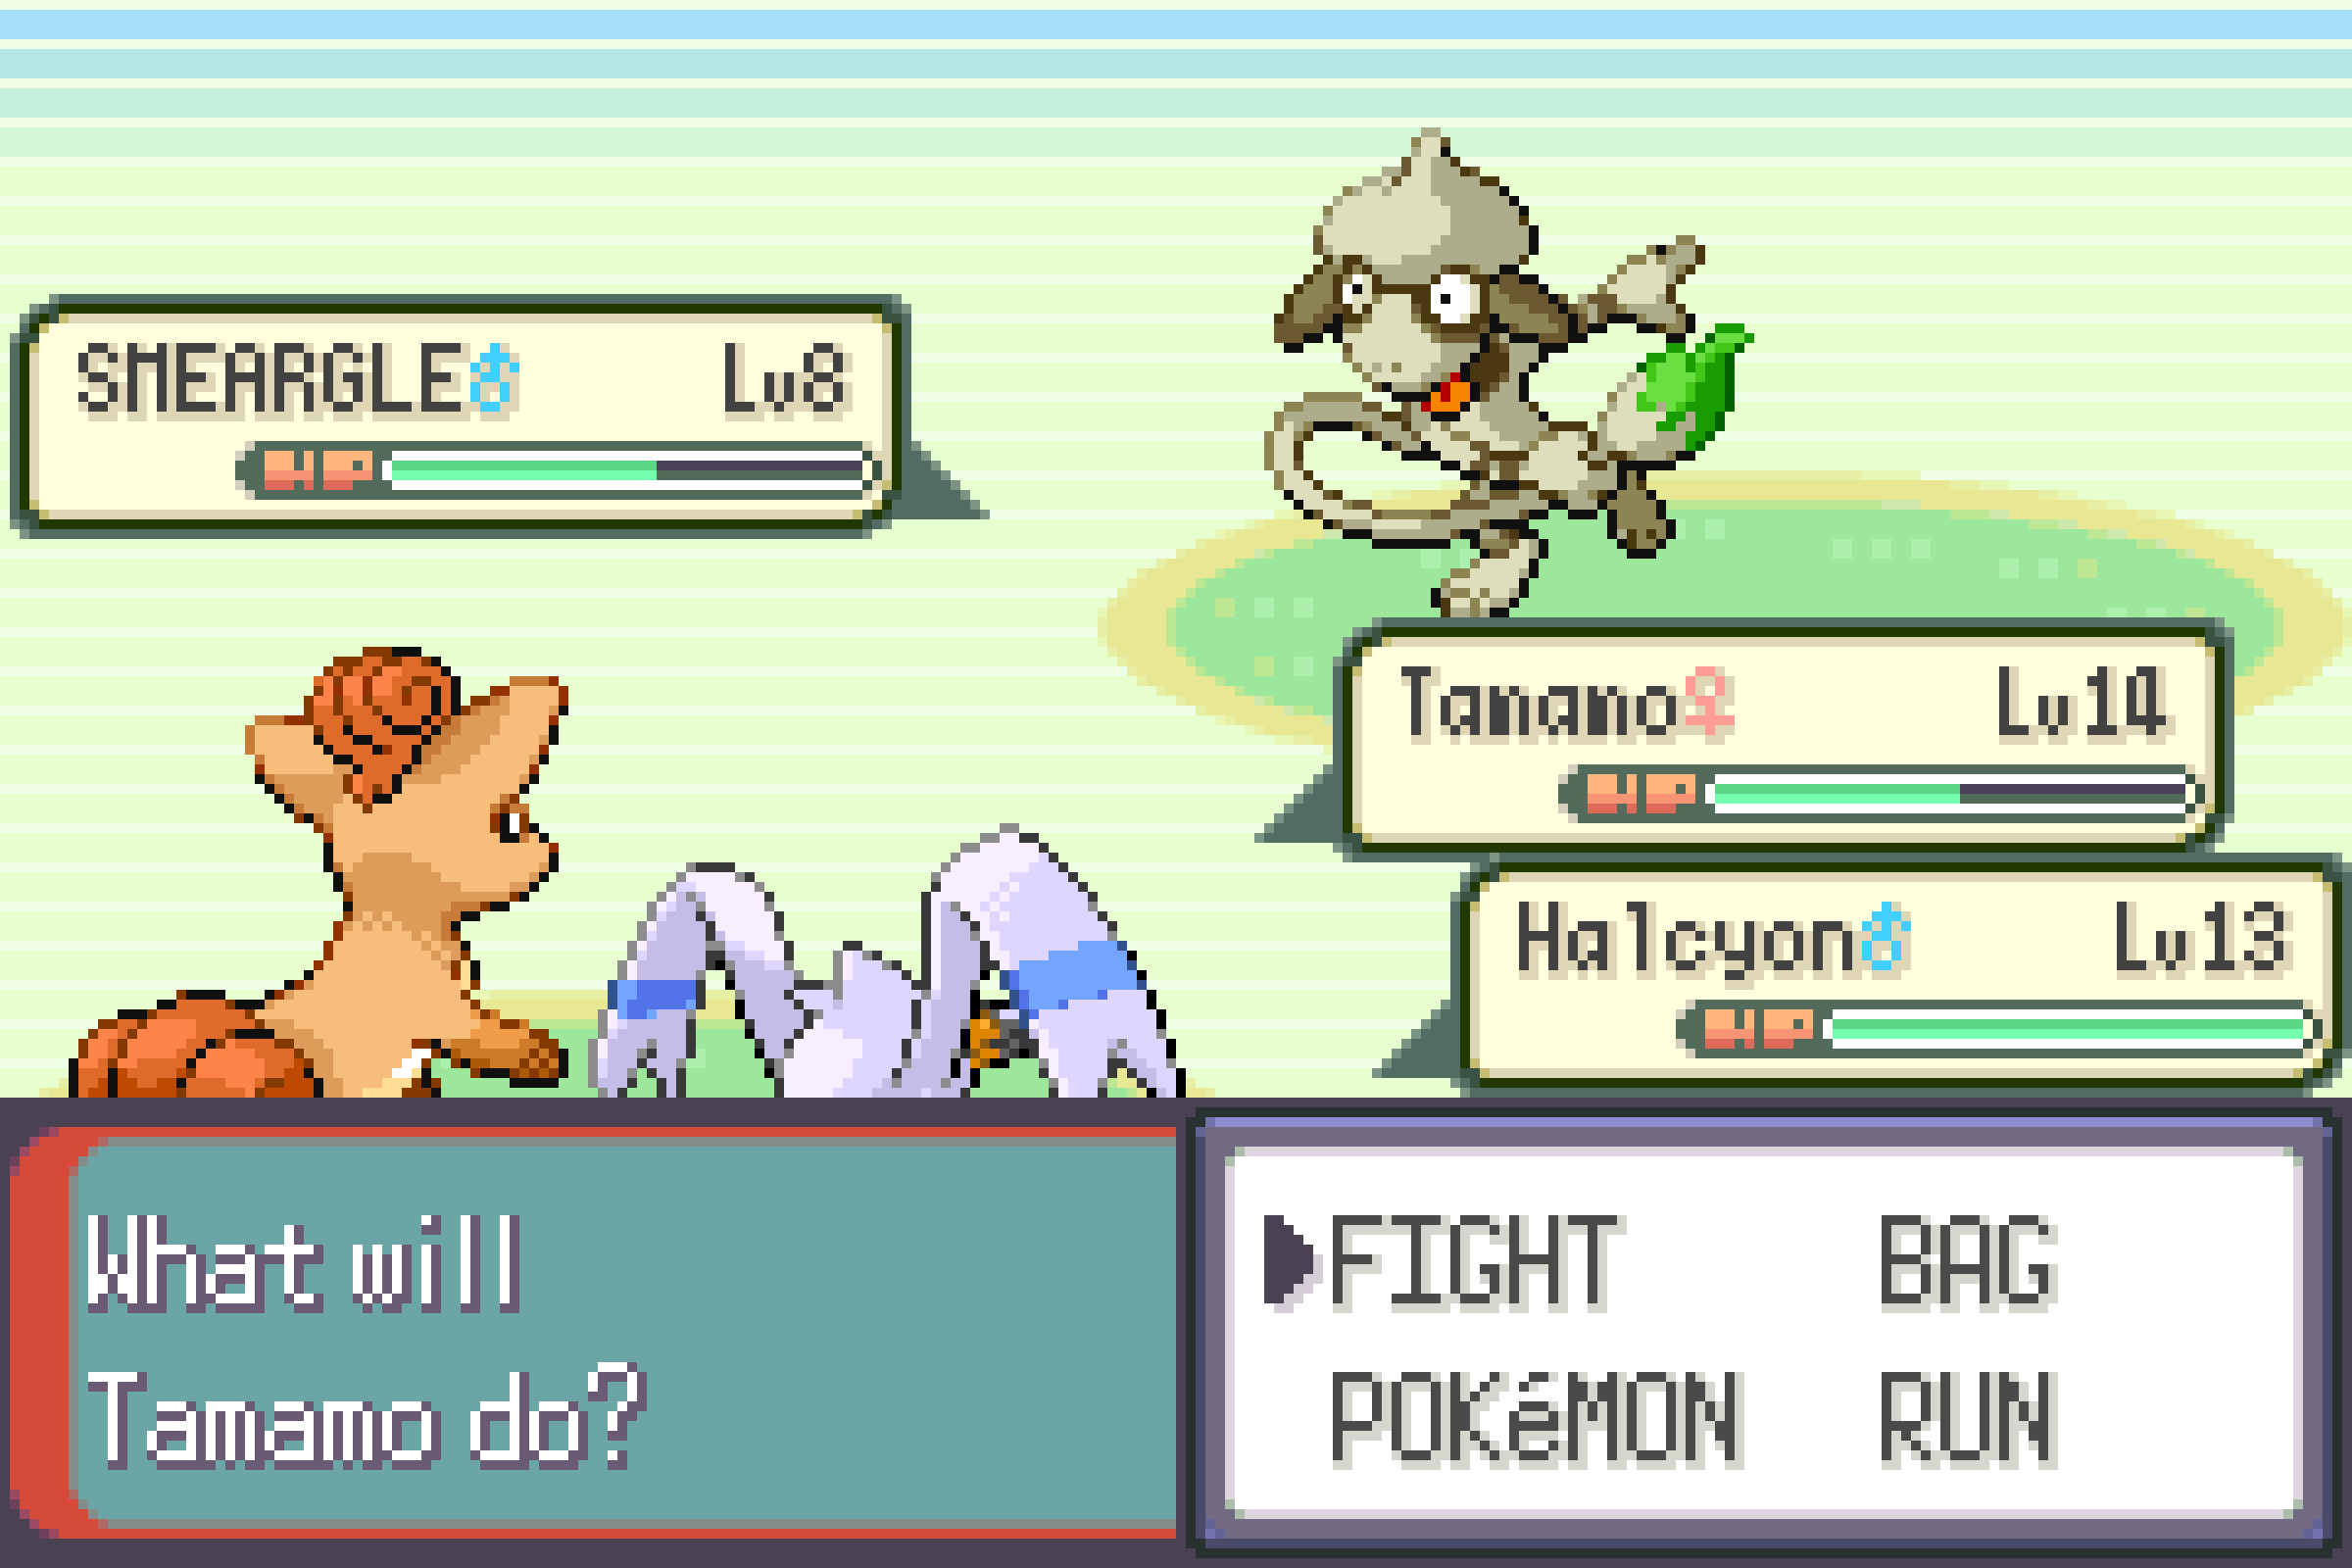 SMEARGLE♂ Lv8
HP
Tamamo♀ Lv14
HP
Halcyon♂ Lv13
HP
What will
Tamamo do?
FIGHT BAG
POKéMON RUN